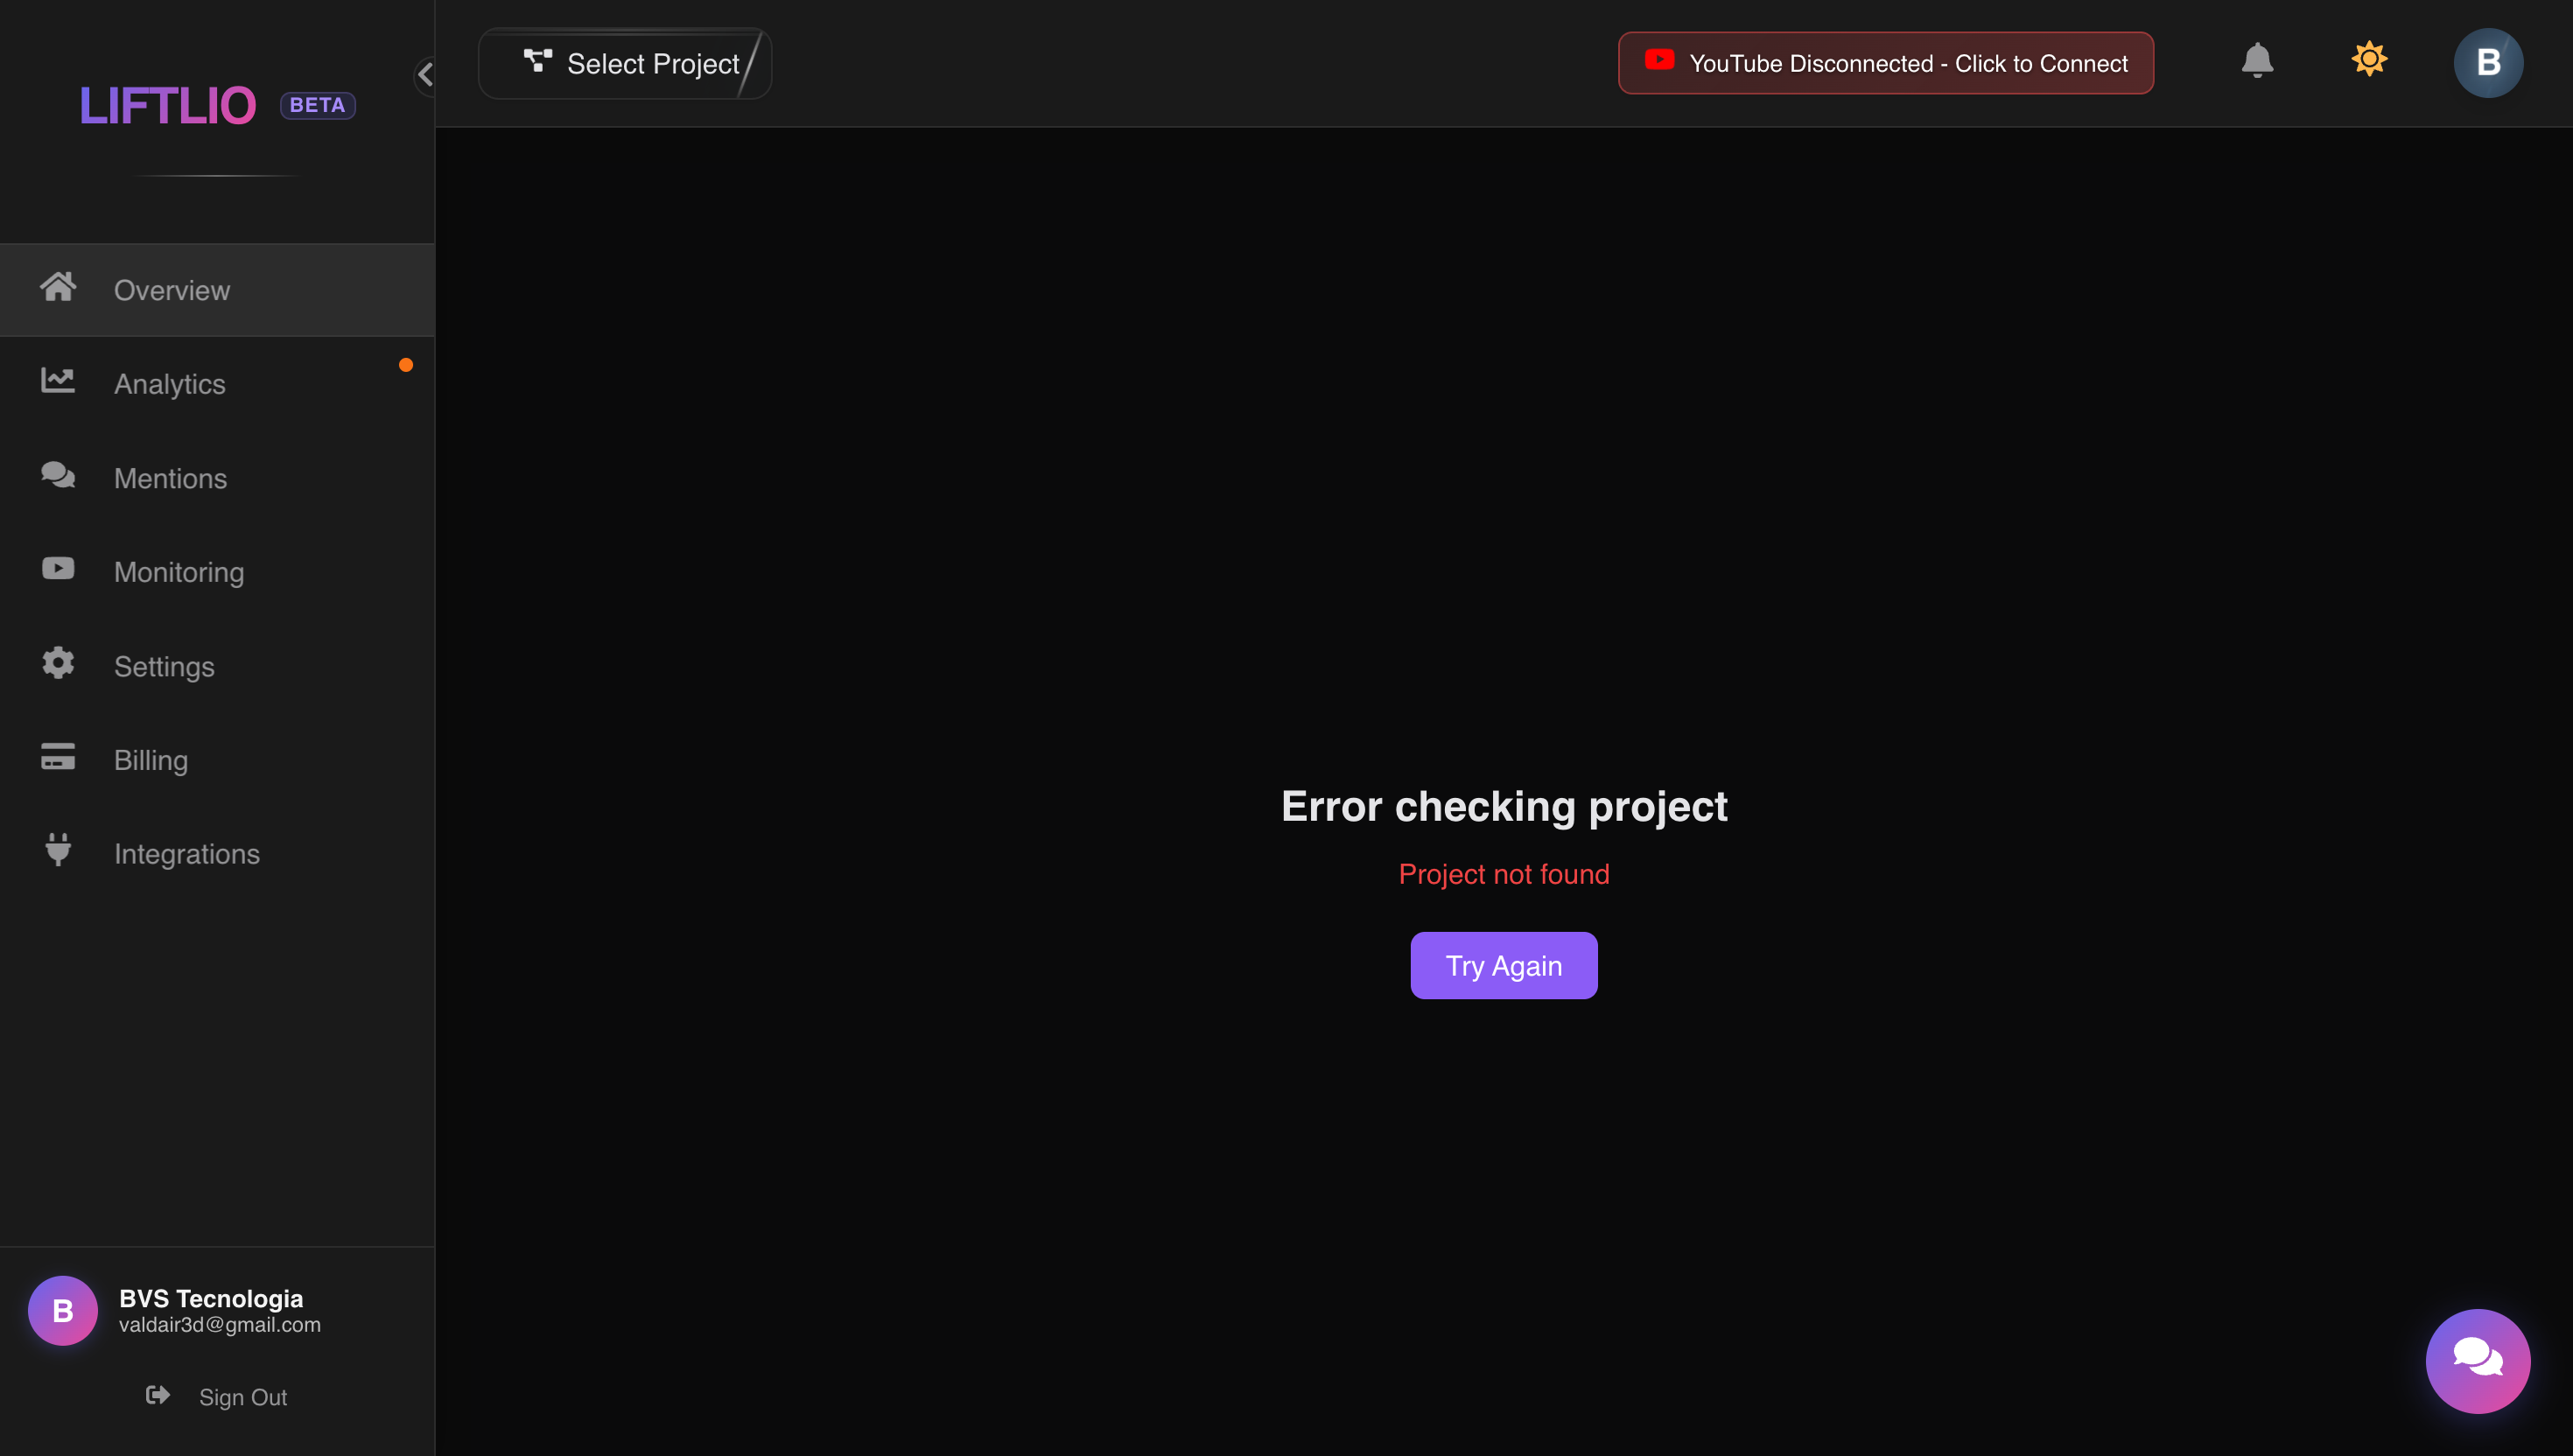 LIFTLIO BETA
Select Project
YouTube Disconnected - Click to Connect
B
Overview
Analytics
Mentions
Monitoring
Settings
Billing
Integrations
Error checking project
Project not found
Try Again
B
BVS Tecnologia
valdair3d@gmail.com
Sign Out